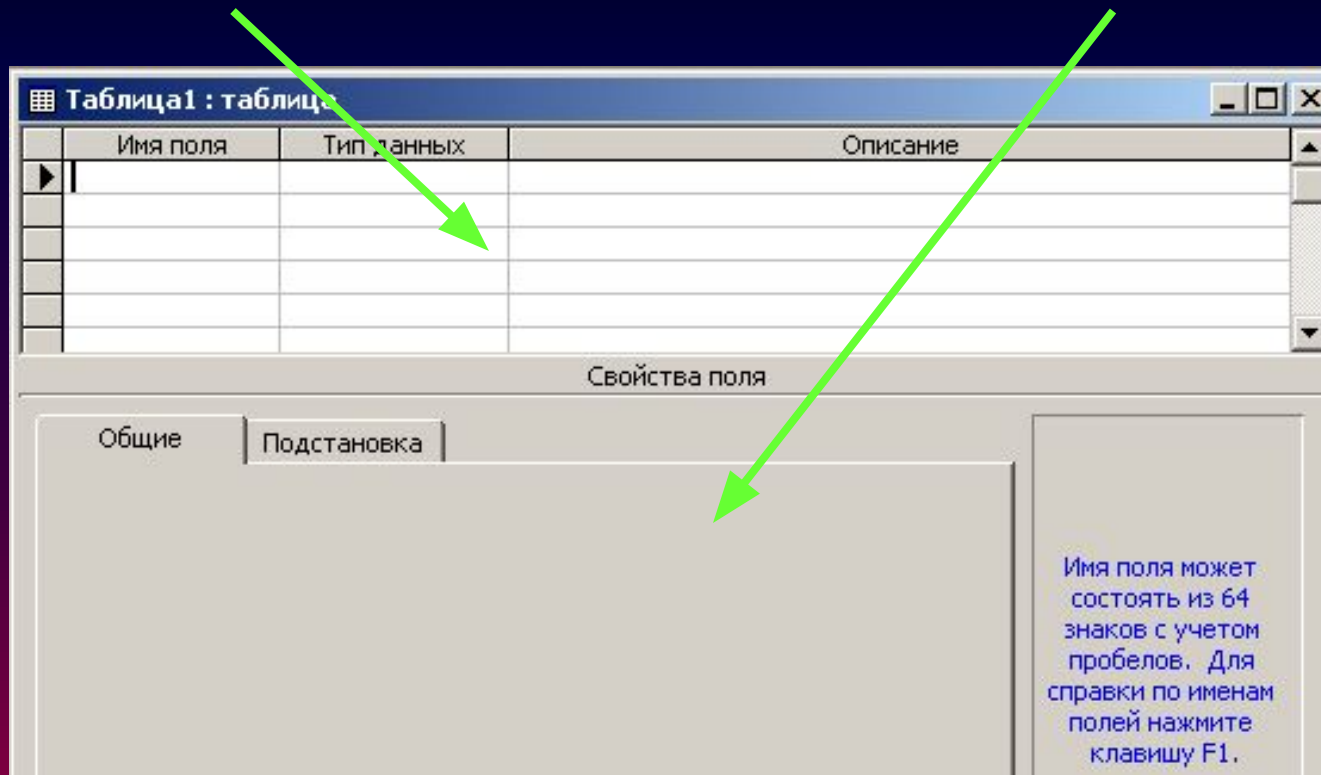 Таблица1 : таблица
Имя поля Тип данных Описание
Свойства поля
Общие Подстановка
Имя поля может
состоять из 64
знаков с учетом
пробелов. Для
справки по именам
полей нажмите
клавишу F1.